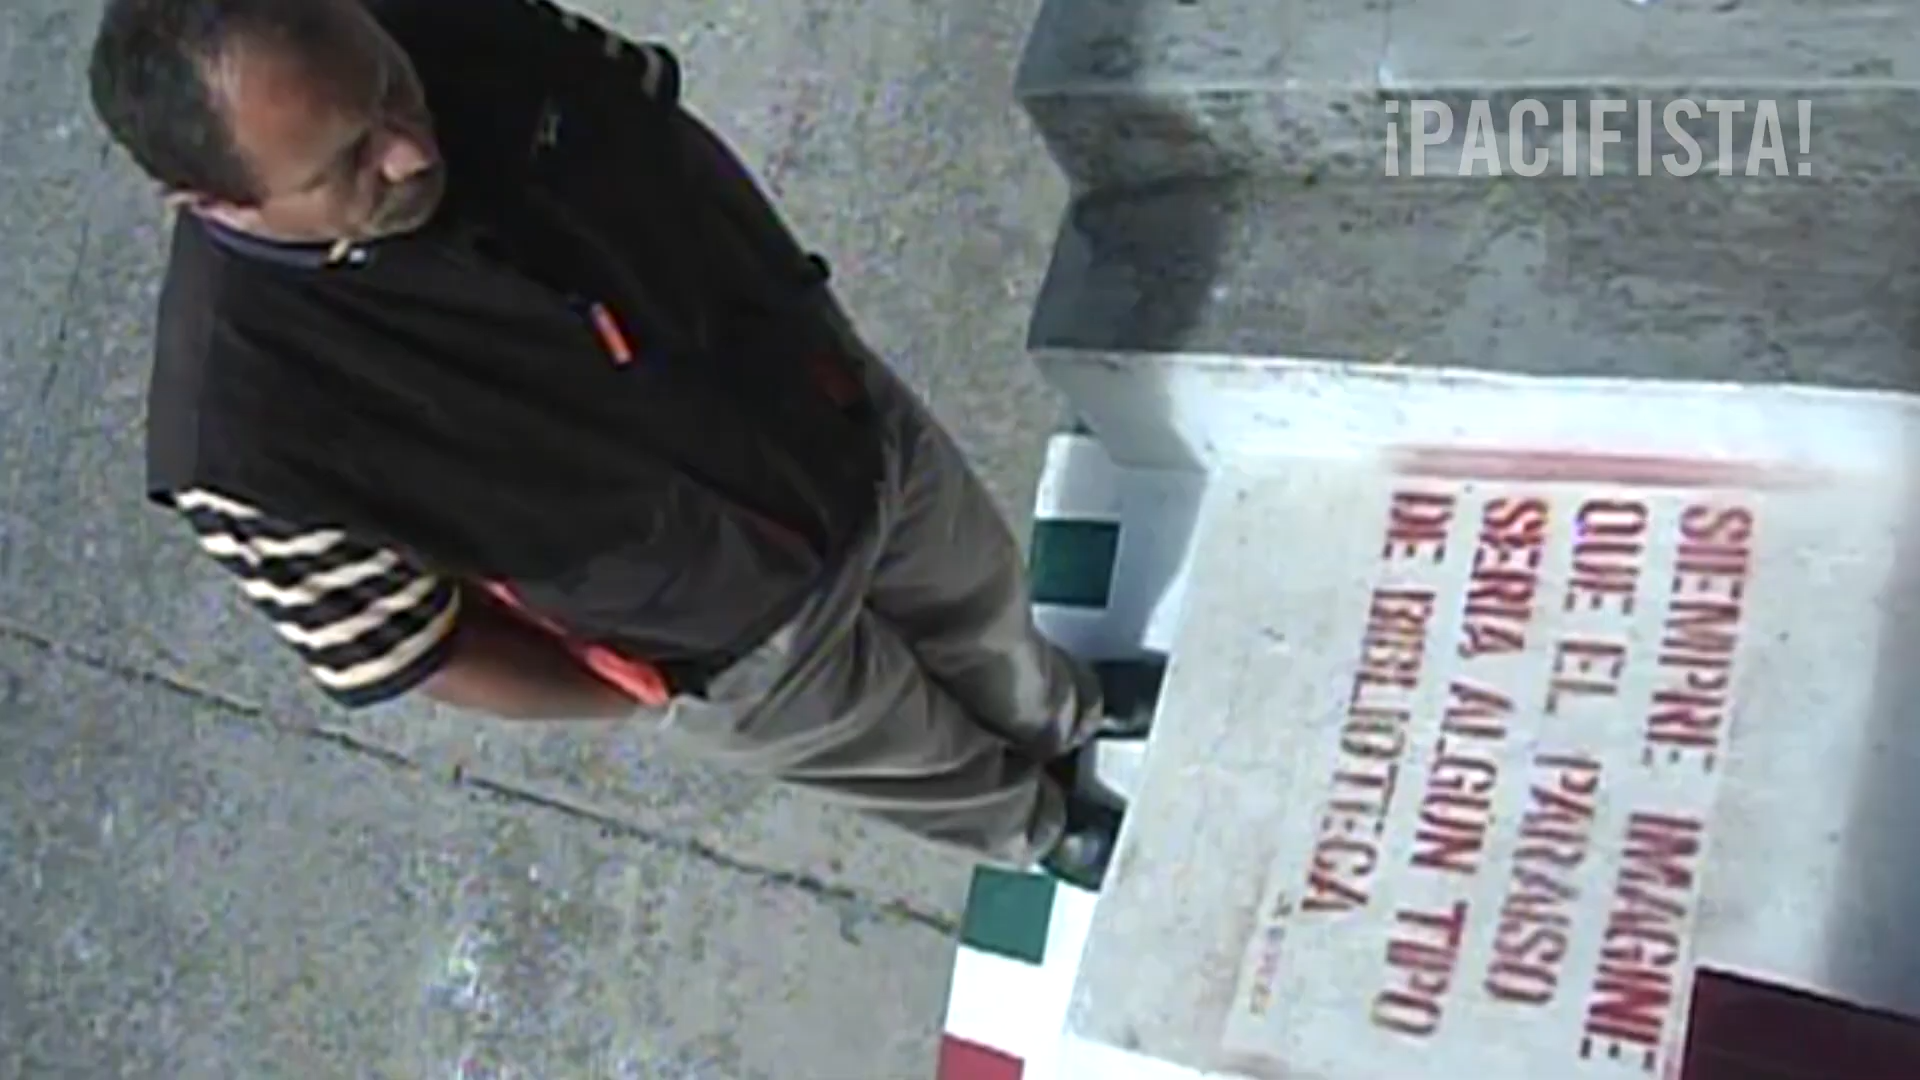 ¡PACIFISTA!
SIEMPRE IMAGINE
QUE EL PARAISO
SERIA ALGUN TIPO
DE BIBLIOTECA